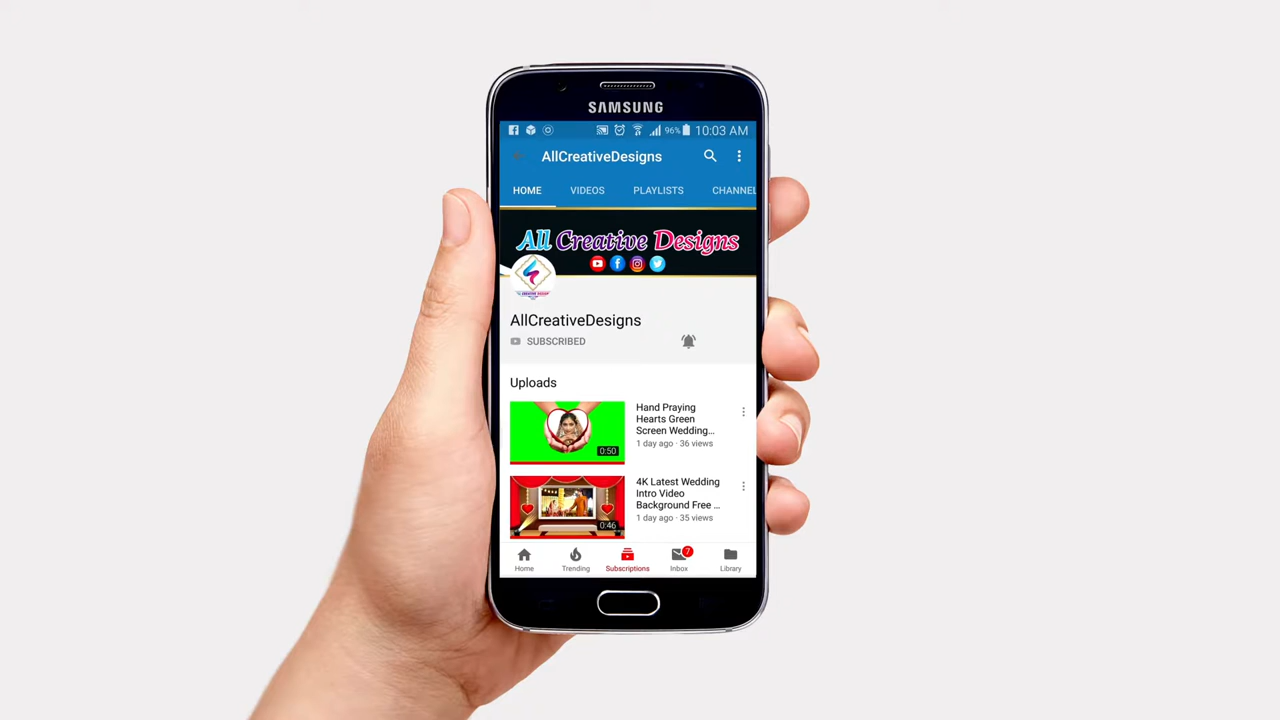 SAMSUNG
96% 10:03 AM
AllCreativeDesigns
HOME VIDEOS PLAYLISTS CHANNEL
All Creative Designs
AllCreativeDesigns
SUBSCRIBED
Uploads
Hand Praying
Hearts Green
Screen Wedding...
1 day ago · 36 views
0:50
4K Latest Wedding
Intro Video
Background Free ...
1 day ago · 35 views
0:46
7
Home Trending Subscriptions Inbox Library